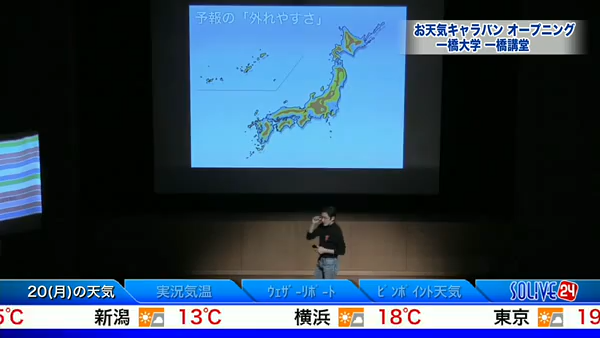 予報の「外れやすさ」
お天気キャラバン オープニング
一橋大学 一橋講堂
20(月)の天気
実況気温
ｳｪｻﾞｰﾘﾎﾟｰﾄ
ﾋﾟﾝﾎﾟｲﾝﾄ天気
SOLiVE24
5℃ 新潟 13℃ 横浜 18℃ 東京 19